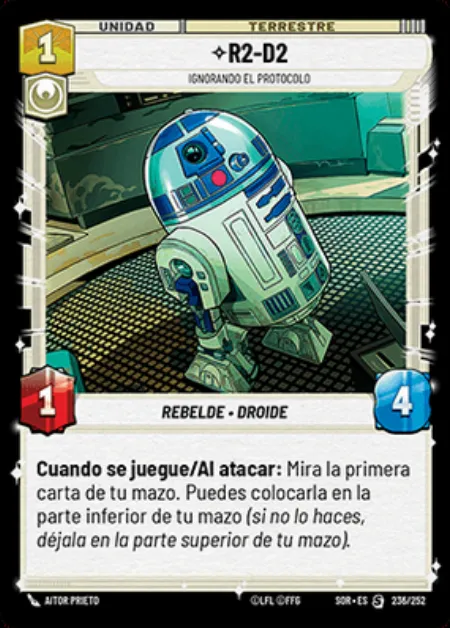 UNIDAD
TERRESTRE
1
✧R2-D2
IGNORANDO EL PROTOCOLO
1
REBELDE • DROIDE
4
Cuando se juegue/Al atacar: Mira la primera
carta de tu mazo. Puedes colocarla en la
parte inferior de tu mazo (si no lo haces,
déjala en la parte superior de tu mazo).
AITOR PRIETO
©LFL ©FFG
SOR • ES S 236/252